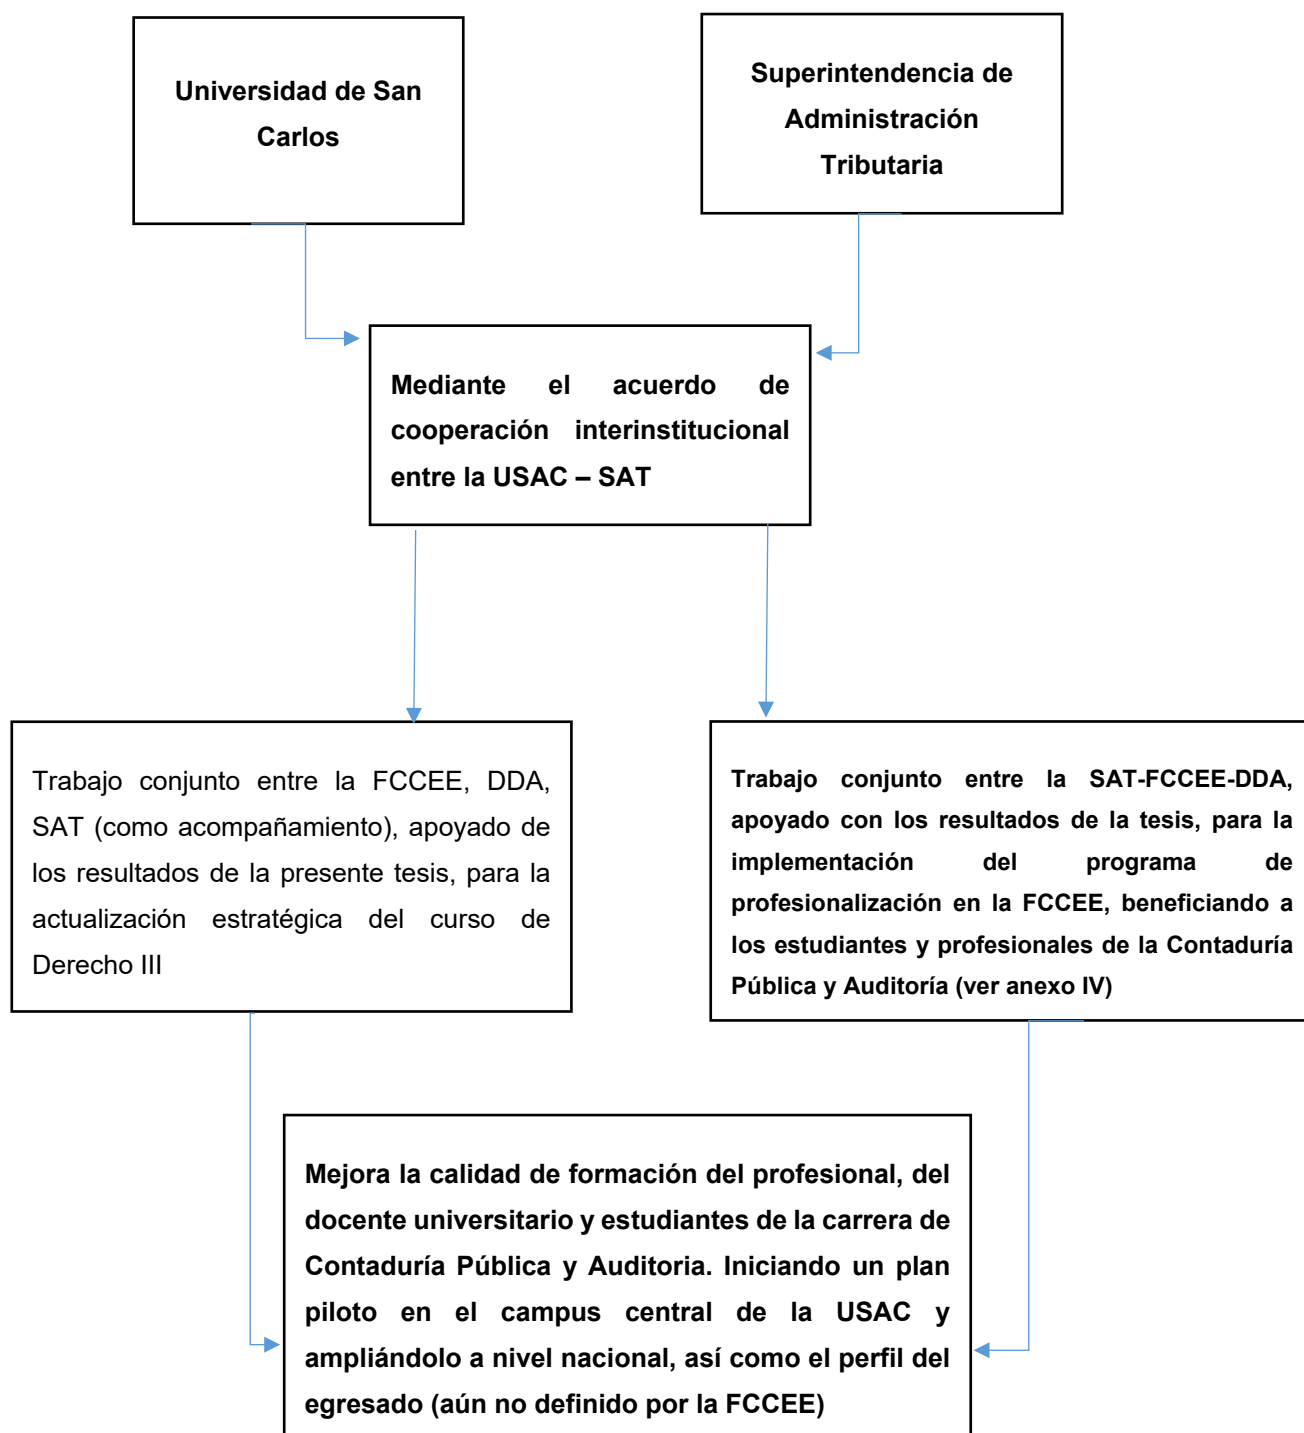 Universidad de San
Carlos
Superintendencia de
Administración
Tributaria
Mediante el acuerdo de
cooperación interinstitucional
entre la USAC – SAT
Trabajo conjunto entre la FCCEE, DDA,
SAT (como acompañamiento), apoyado de
los resultados de la presente tesis, para la
actualización estratégica del curso de
Derecho III
Trabajo conjunto entre la SAT-FCCEE-DDA,
apoyado con los resultados de la tesis, para la
implementación del programa de
profesionalización en la FCCEE, beneficiando a
los estudiantes y profesionales de la Contaduría
Pública y Auditoría (ver anexo IV)
Mejora la calidad de formación del profesional, del
docente universitario y estudiantes de la carrera de
Contaduría Pública y Auditoria. Iniciando un plan
piloto en el campus central de la USAC y
ampliándolo a nivel nacional, así como el perfil del
egresado (aún no definido por la FCCEE)